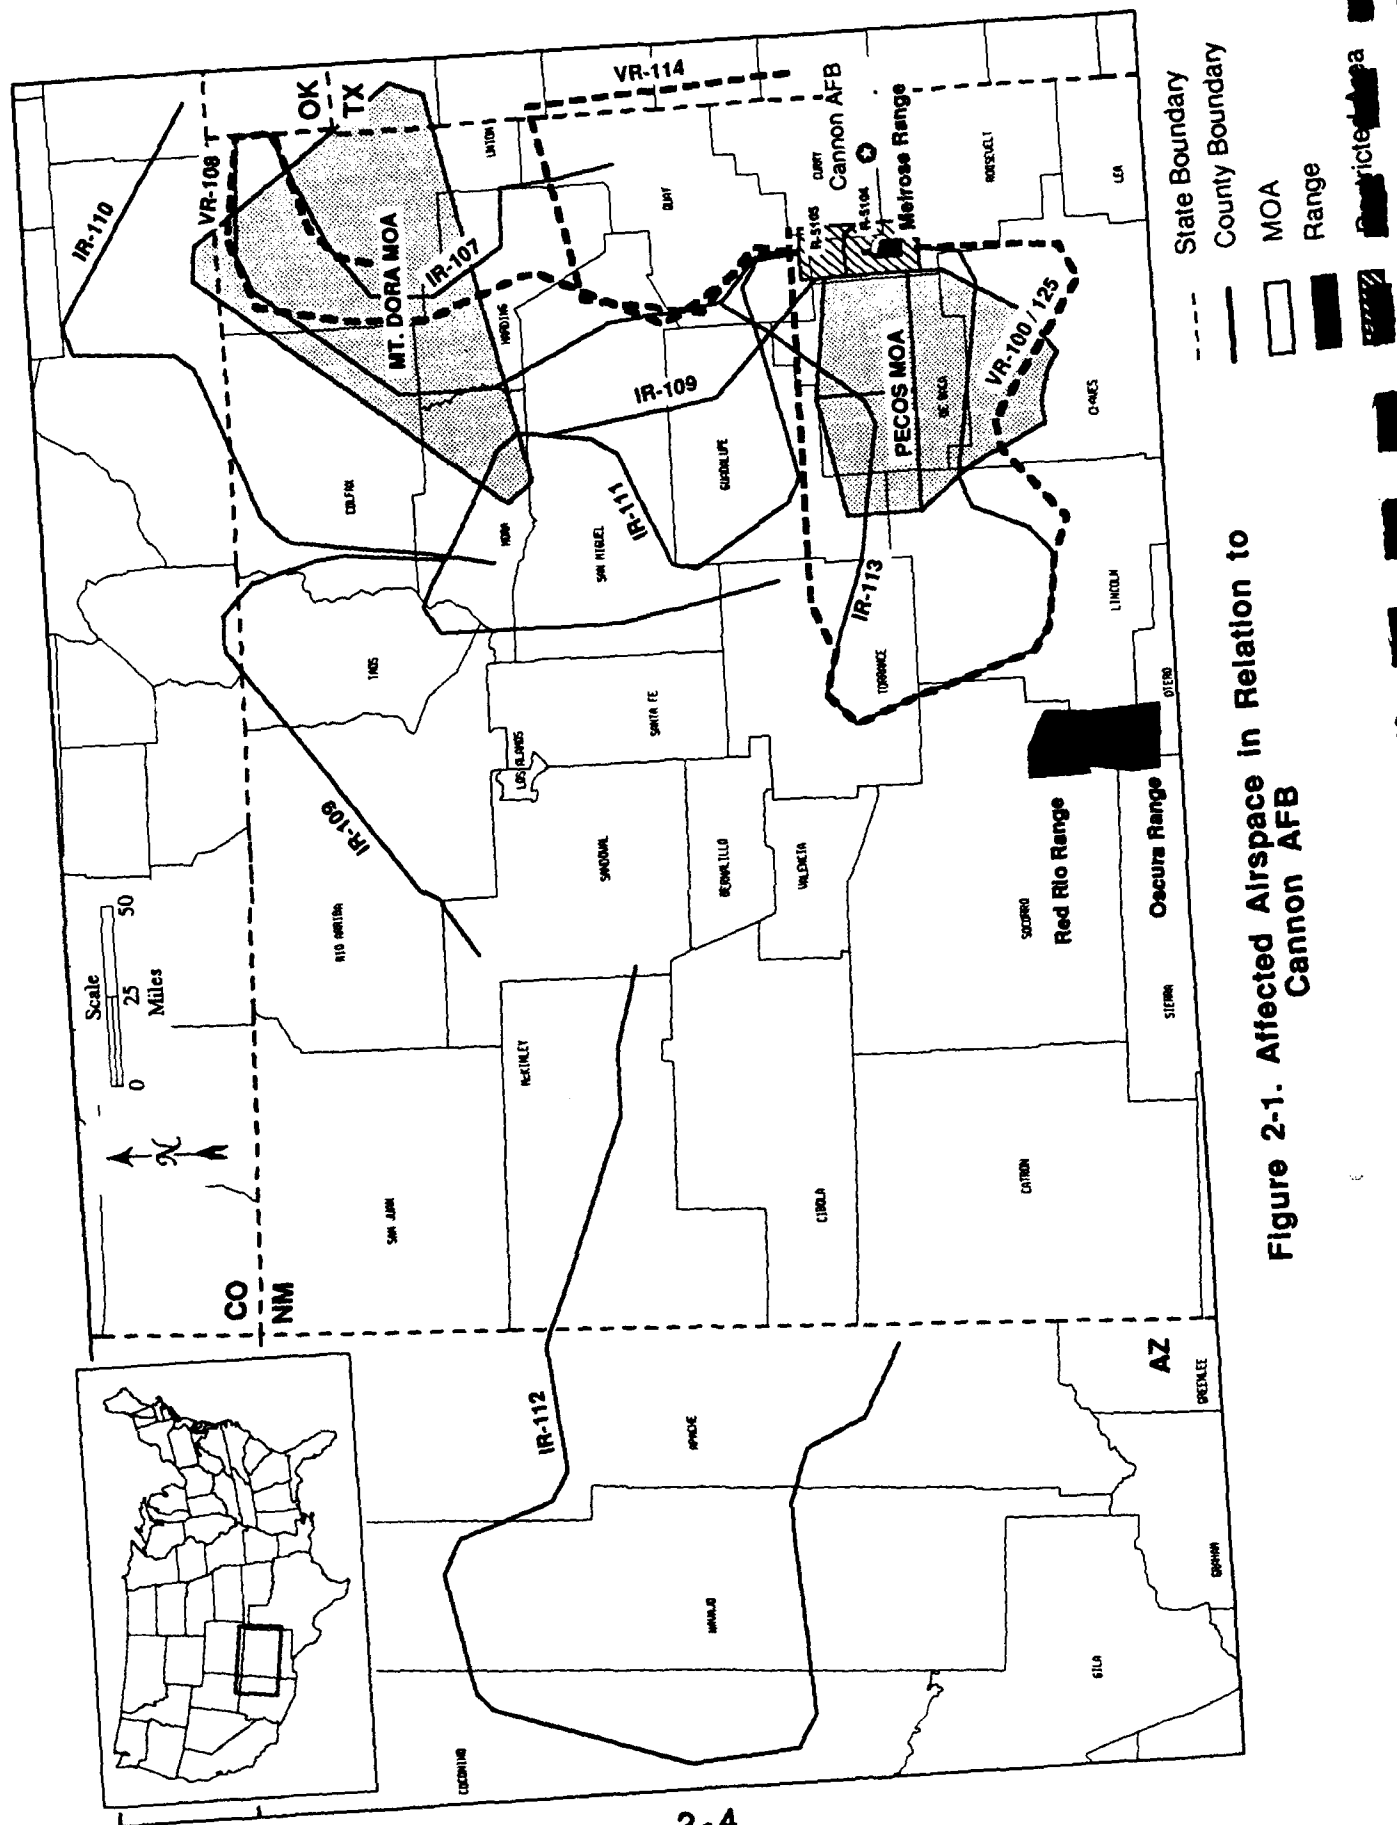 Scale
0 25 50
Miles
N
CO
NM
OK
TX
AZ
IR-110
VR-108
VR-114
MT. DORA MOA
IR-107
IR-109
IR-109
IR-111
IR-112
IR-113
PECOS MOA
VR-100 / 125
R-5105
R-5104
Cannon AFB
Melrose Range
Red Rio Range
Oscura Range
UNION
COLFAX
TAOS
RIO ARRIBA
SAN JUAN
HARDING
MORA
QUAY
SAN MIGUEL
LOS ALAMOS
SANTA FE
SANDOVAL
McKINLEY
GUADALUPE
CURRY
ROOSEVELT
LEA
DE BACA
CHAVES
TORRANCE
BERNALILLO
VALENCIA
CIBOLA
LINCOLN
OTERO
SOCORRO
SIERRA
CATRON
APACHE
NAVAJO
COCONINO
GREENLEE
GRAHAM
GILA
State Boundary
County Boundary
MOA
Range
Restricted Area
Figure 2-1. Affected Airspace in Relation to
Cannon AFB
2-4